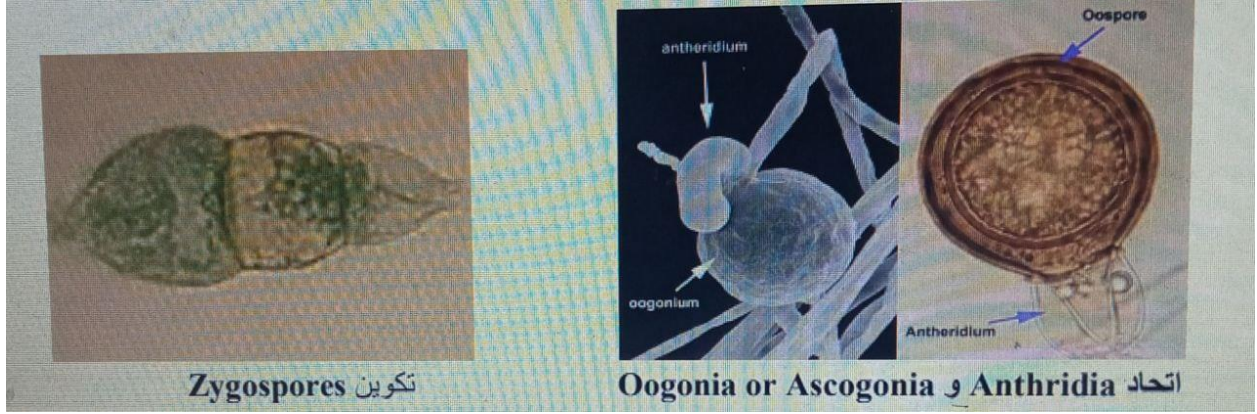 antheridium
oogonium
Oospore
Antheridium
تكوين Zygospores
اتحاد Anthridia و Oogonia or Ascogonia